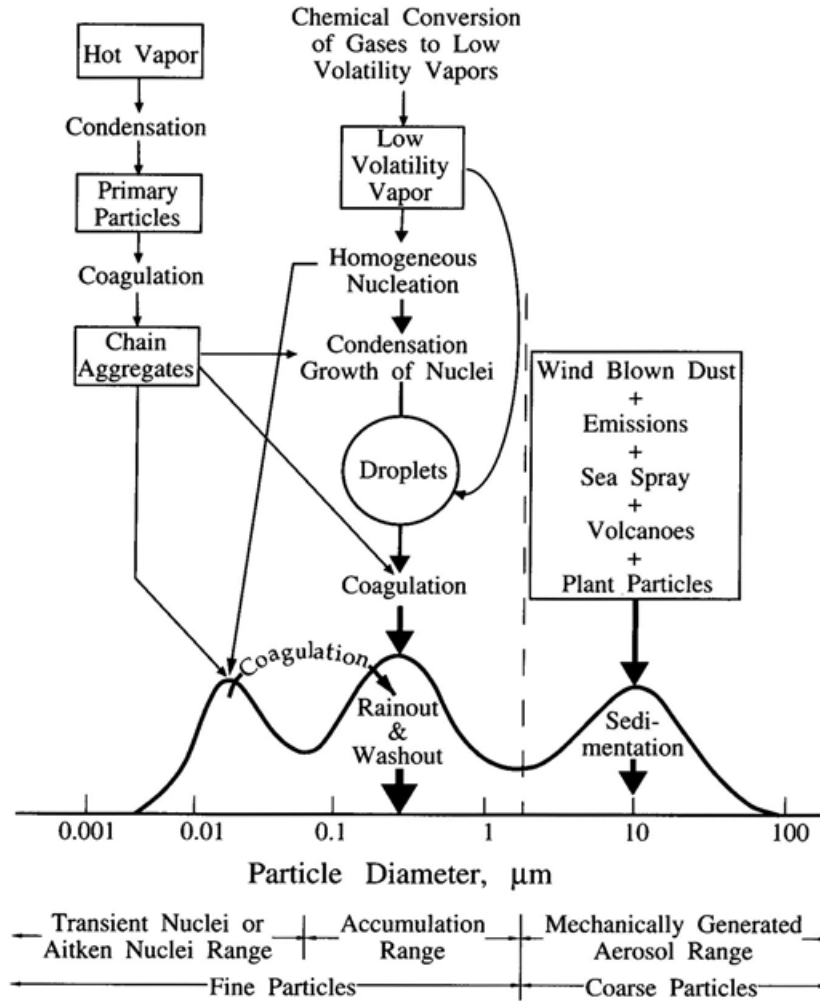 Hot Vapor
Condensation
Primary
Particles
Coagulation
Chain
Aggregates
Chemical Conversion
of Gases to Low
Volatility Vapors
Low
Volatility
Vapor
Homogeneous
Nucleation
Condensation
Growth of Nuclei
Droplets
Coagulation
Wind Blown Dust
+
Emissions
+
Sea Spray
+
Volcanoes
+
Plant Particles
Coagulation
Rainout
&
Washout
Sedi-
mentation
0.001 0.01 0.1 1 10 100
Particle Diameter, μm
Transient Nuclei or
Aitken Nuclei Range
Accumulation
Range
Mechanically Generated
Aerosol Range
Fine Particles
Coarse Particles